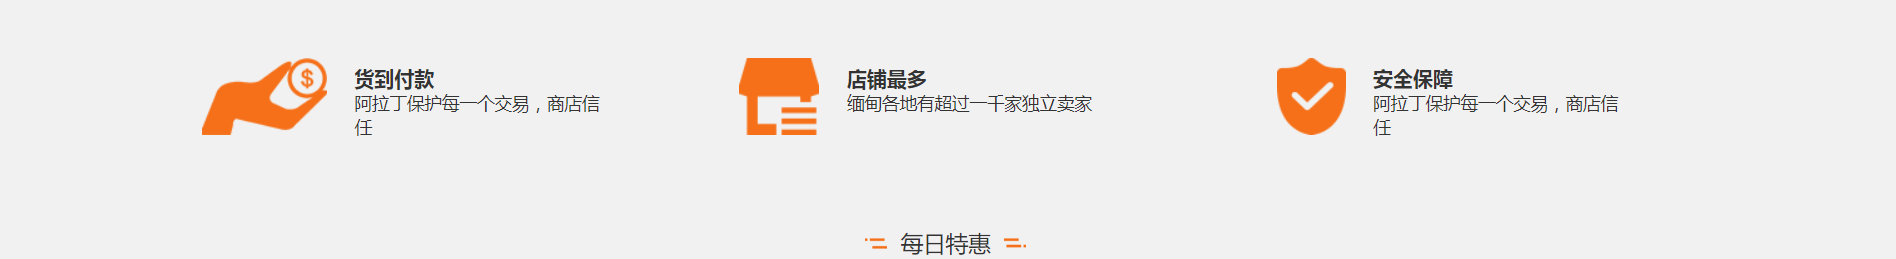 货到付款
阿拉丁保护每一个交易，商店信
任
店铺最多
缅甸各地有超过一千家独立卖家
安全保障
阿拉丁保护每一个交易，商店信
任
每日特惠